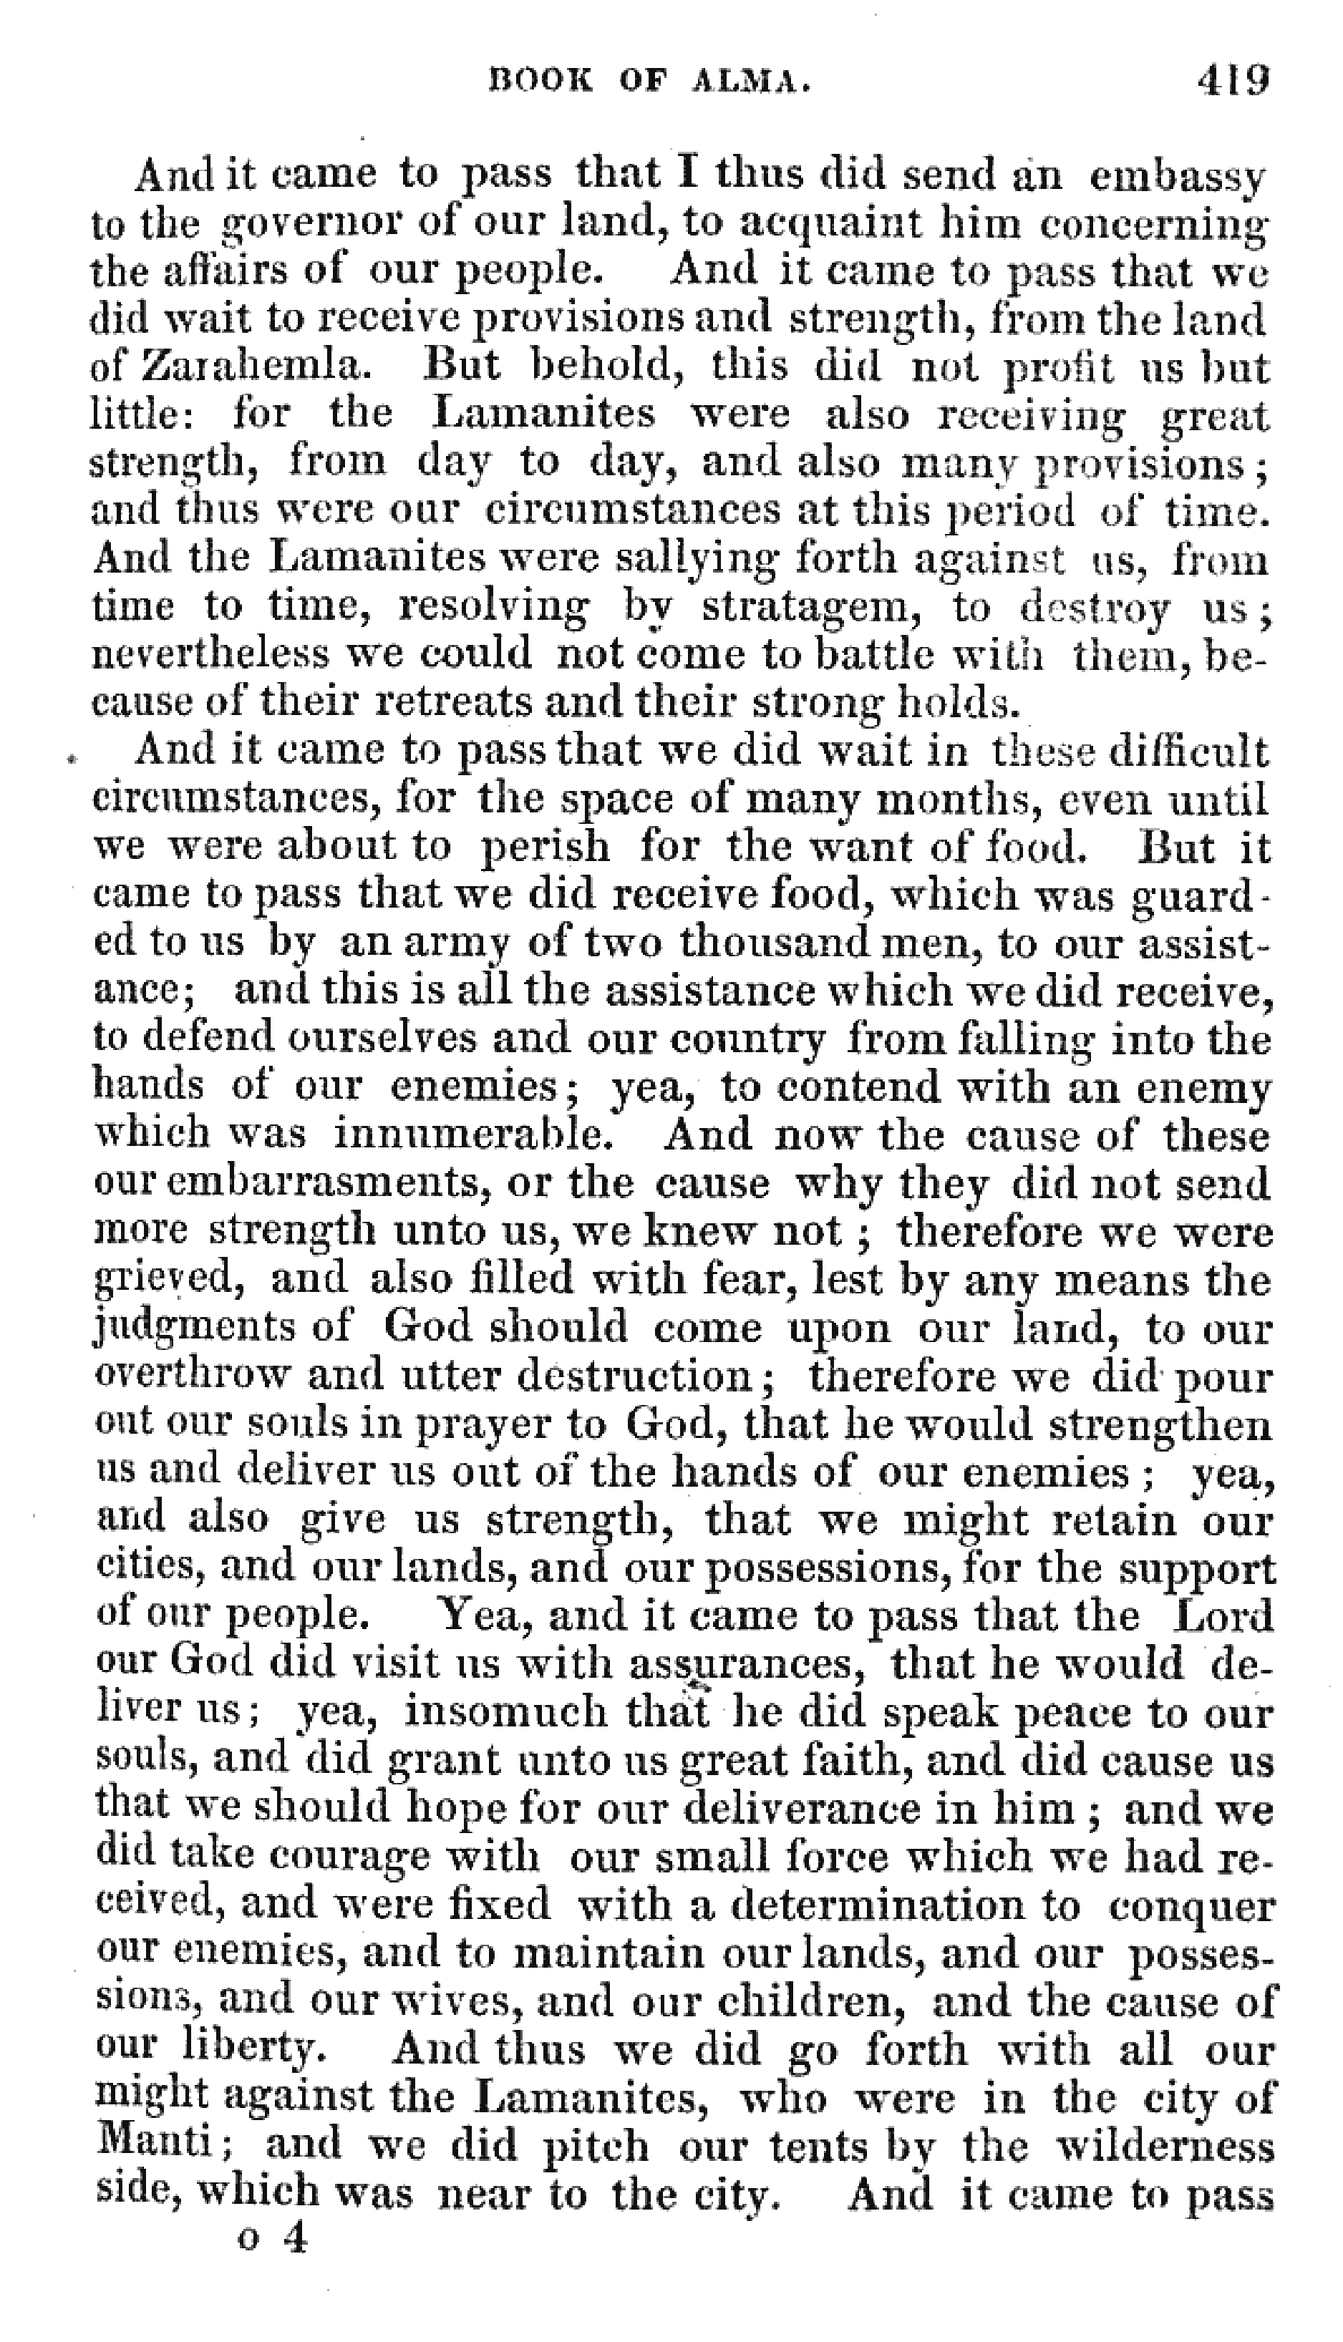 BOOK OF ALMA. 419
And it came to pass that I thus did send an embassy
to the governor of our land, to acquaint him concerning
the affairs of our people. And it came to pass that we
did wait to receive provisions and strength, from the land
of Zarahemla. But behold, this did not profit us but
little: for the Lamanites were also receiving great
strength, from day to day, and also many provisions;
and thus were our circumstances at this period of time.
And the Lamanites were sallying forth against us, from
time to time, resolving by stratagem, to destroy us;
nevertheless we could not come to battle with them, be-
cause of their retreats and their strong holds.
And it came to pass that we did wait in these difficult
circumstances, for the space of many months, even until
we were about to perish for the want of food. But it
came to pass that we did receive food, which was guard-
ed to us by an army of two thousand men, to our assist-
ance; and this is all the assistance which we did receive,
to defend ourselves and our country from falling into the
hands of our enemies; yea, to contend with an enemy
which was innumerable. And now the cause of these
our embarrasments, or the cause why they did not send
more strength unto us, we knew not; therefore we were
grieved, and also filled with fear, lest by any means the
judgments of God should come upon our land, to our
overthrow and utter destruction; therefore we did pour
out our souls in prayer to God, that he would strengthen
us and deliver us out of the hands of our enemies; yea,
and also give us strength, that we might retain our
cities, and our lands, and our possessions, for the support
of our people. Yea, and it came to pass that the Lord
our God did visit us with assurances, that he would de-
liver us; yea, insomuch that he did speak peace to our
souls, and did grant unto us great faith, and did cause us
that we should hope for our deliverance in him; and we
did take courage with our small force which we had re-
ceived, and were fixed with a determination to conquer
our enemies, and to maintain our lands, and our posses-
sions, and our wives, and our children, and the cause of
our liberty. And thus we did go forth with all our
might against the Lamanites, who were in the city of
Manti; and we did pitch our tents by the wilderness
side, which was near to the city. And it came to pass
o 4